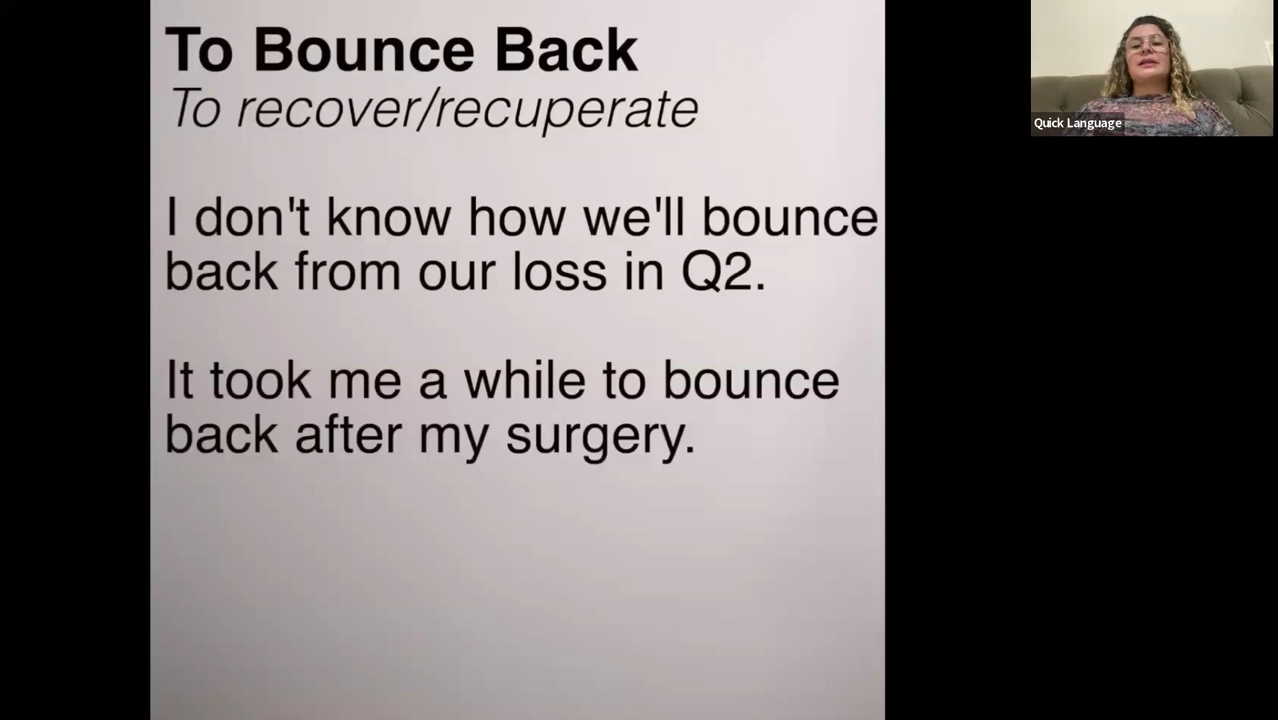 To Bounce Back
To recover/recuperate
I don't know how we'll bounce
back from our loss in Q2.
It took me a while to bounce
back after my surgery.
Quick Language